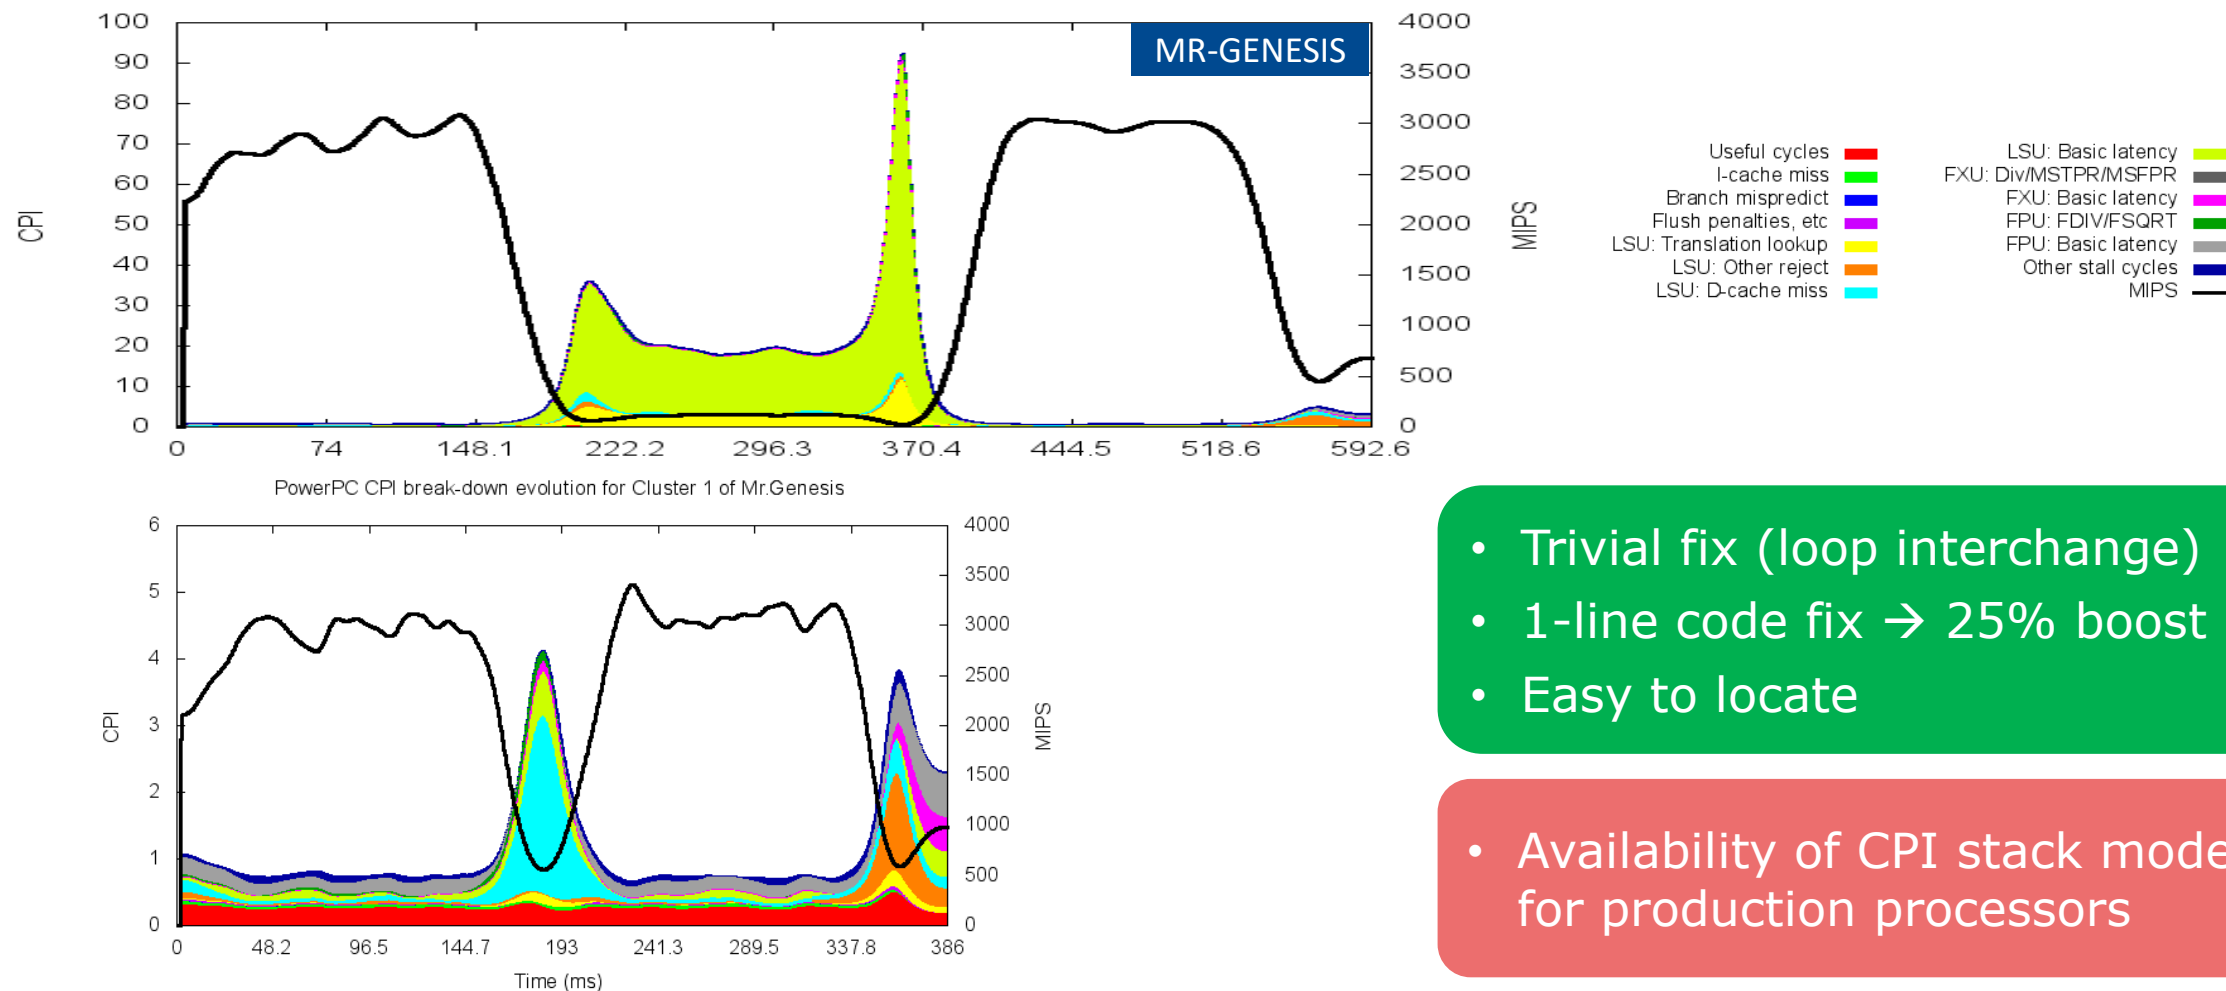 MR-GENESIS
100
90
80
70
60
50
40
30
20
10
0
CPI
4000
3500
3000
2500
2000
1500
1000
500
0
MIPS
0 74 148.1 222.2 296.3 370.4 444.5 518.6 592.6
Useful cycles
I-cache miss
Branch mispredict
Flush penalties, etc
LSU: Translation lookup
LSU: Other reject
LSU: D-cache miss
LSU: Basic latency
FXU: Div/MSTPR/MSFPR
FXU: Basic latency
FPU: FDIV/FSQRT
FPU: Basic latency
Other stall cycles
MIPS
PowerPC CPI break-down evolution for Cluster 1 of Mr.Genesis
6
5
4
3
2
1
0
CPI
4000
3500
3000
2500
2000
1500
1000
500
0
MIPS
0 48.2 96.5 144.7 193 241.3 289.5 337.8 386
Time (ms)
• Trivial fix (loop interchange)
• 1-line code fix → 25% boost
• Easy to locate
• Availability of CPI stack mode
for production processors